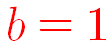 b = 1